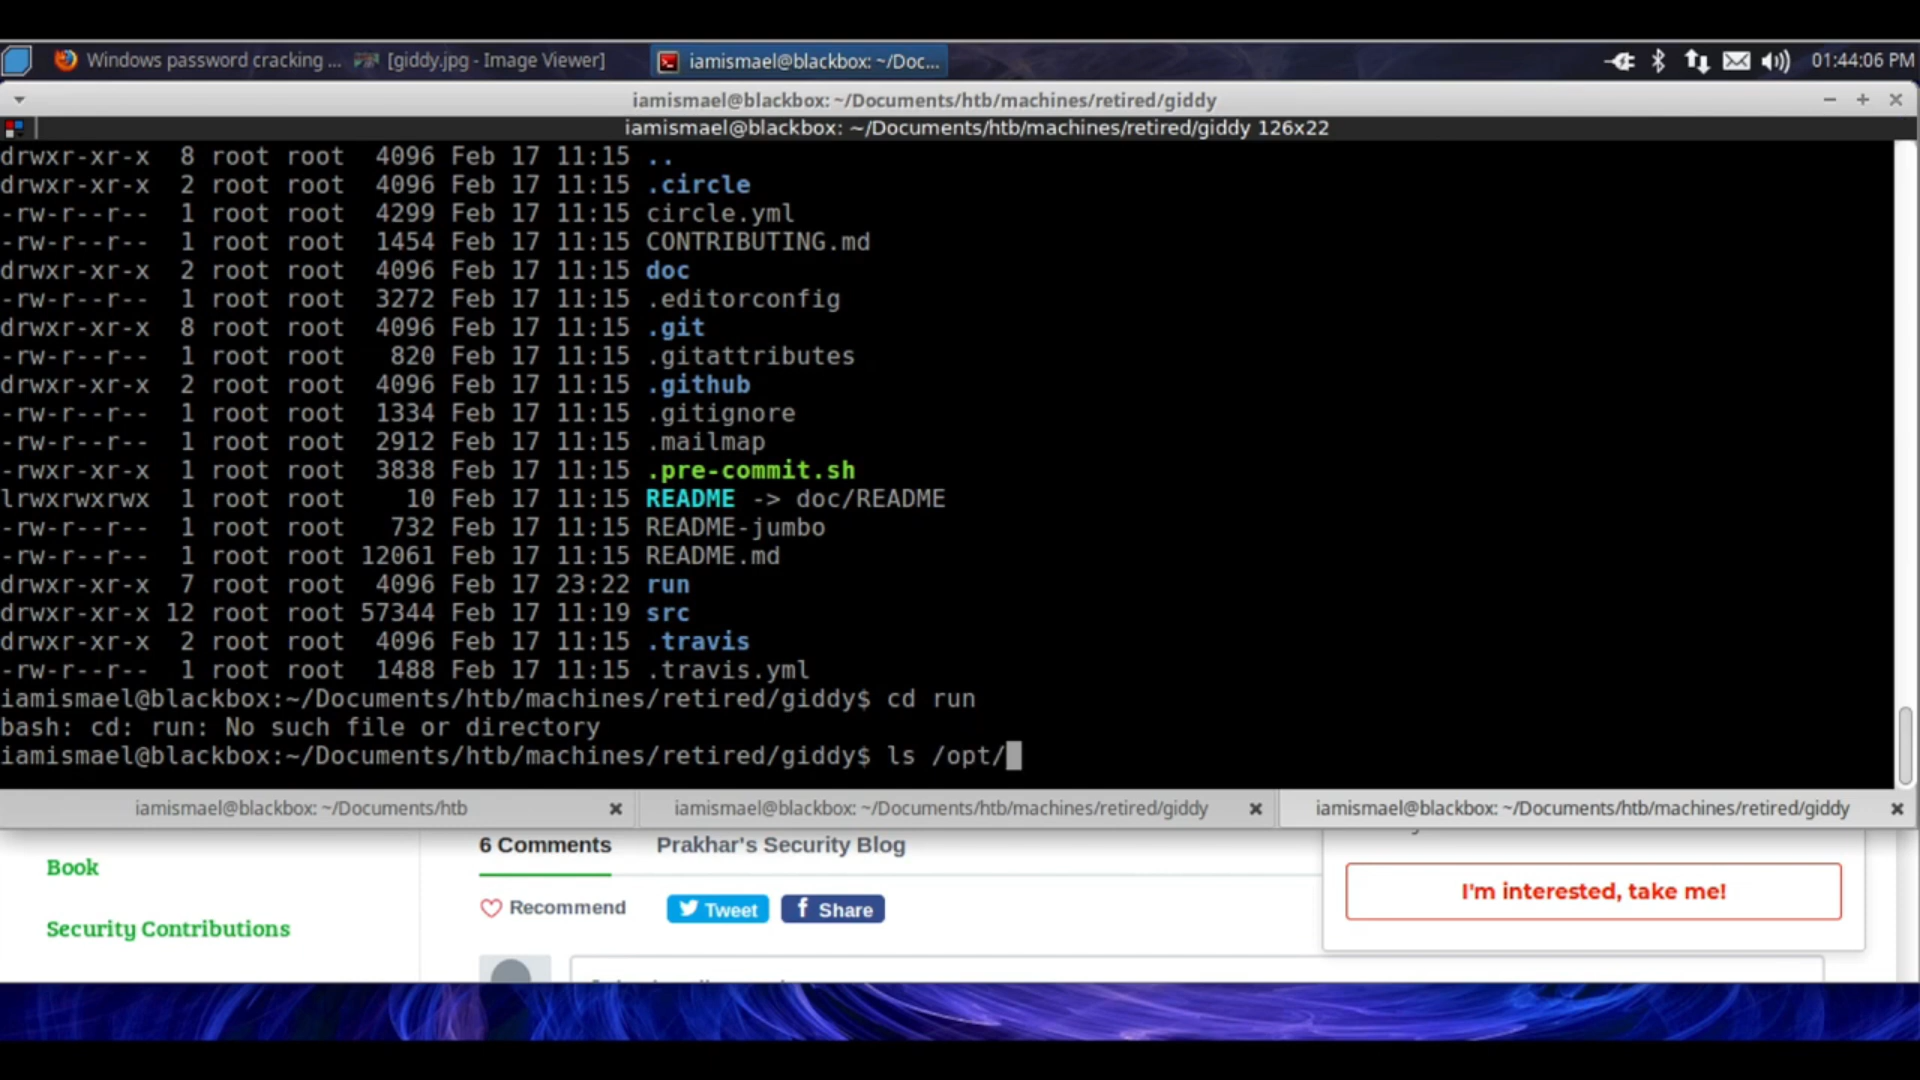 Windows password cracking ...
[giddy.jpg - Image Viewer]
iamismael@blackbox: ~/Doc...
01:44:06 PM
iamismael@blackbox: ~/Documents/htb/machines/retired/giddy
iamismael@blackbox: ~/Documents/htb/machines/retired/giddy 126x22
drwxr-xr-x  8 root root  4096 Feb 17 11:15 ..
drwxr-xr-x  2 root root  4096 Feb 17 11:15 .circle
-rw-r--r--  1 root root  4299 Feb 17 11:15 circle.yml
-rw-r--r--  1 root root  1454 Feb 17 11:15 CONTRIBUTING.md
drwxr-xr-x  2 root root  4096 Feb 17 11:15 doc
-rw-r--r--  1 root root  3272 Feb 17 11:15 .editorconfig
drwxr-xr-x  8 root root  4096 Feb 17 11:15 .git
-rw-r--r--  1 root root   820 Feb 17 11:15 .gitattributes
drwxr-xr-x  2 root root  4096 Feb 17 11:15 .github
-rw-r--r--  1 root root  1334 Feb 17 11:15 .gitignore
-rw-r--r--  1 root root  2912 Feb 17 11:15 .mailmap
-rwxr-xr-x  1 root root  3838 Feb 17 11:15 .pre-commit.sh
lrwxrwxrwx  1 root root    10 Feb 17 11:15 README -> doc/README
-rw-r--r--  1 root root   732 Feb 17 11:15 README-jumbo
-rw-r--r--  1 root root 12061 Feb 17 11:15 README.md
drwxr-xr-x  7 root root  4096 Feb 17 23:22 run
drwxr-xr-x 12 root root 57344 Feb 17 11:19 src
drwxr-xr-x  2 root root  4096 Feb 17 11:15 .travis
-rw-r--r--  1 root root  1488 Feb 17 11:15 .travis.yml
iamismael@blackbox:~/Documents/htb/machines/retired/giddy$ cd run
bash: cd: run: No such file or directory
iamismael@blackbox:~/Documents/htb/machines/retired/giddy$ ls /opt/
iamismael@blackbox: ~/Documents/htb
iamismael@blackbox: ~/Documents/htb/machines/retired/giddy
iamismael@blackbox: ~/Documents/htb/machines/retired/giddy
6 Comments
Prakhar's Security Blog
Book
I'm interested, take me!
Recommend
Tweet
f Share
Security Contributions